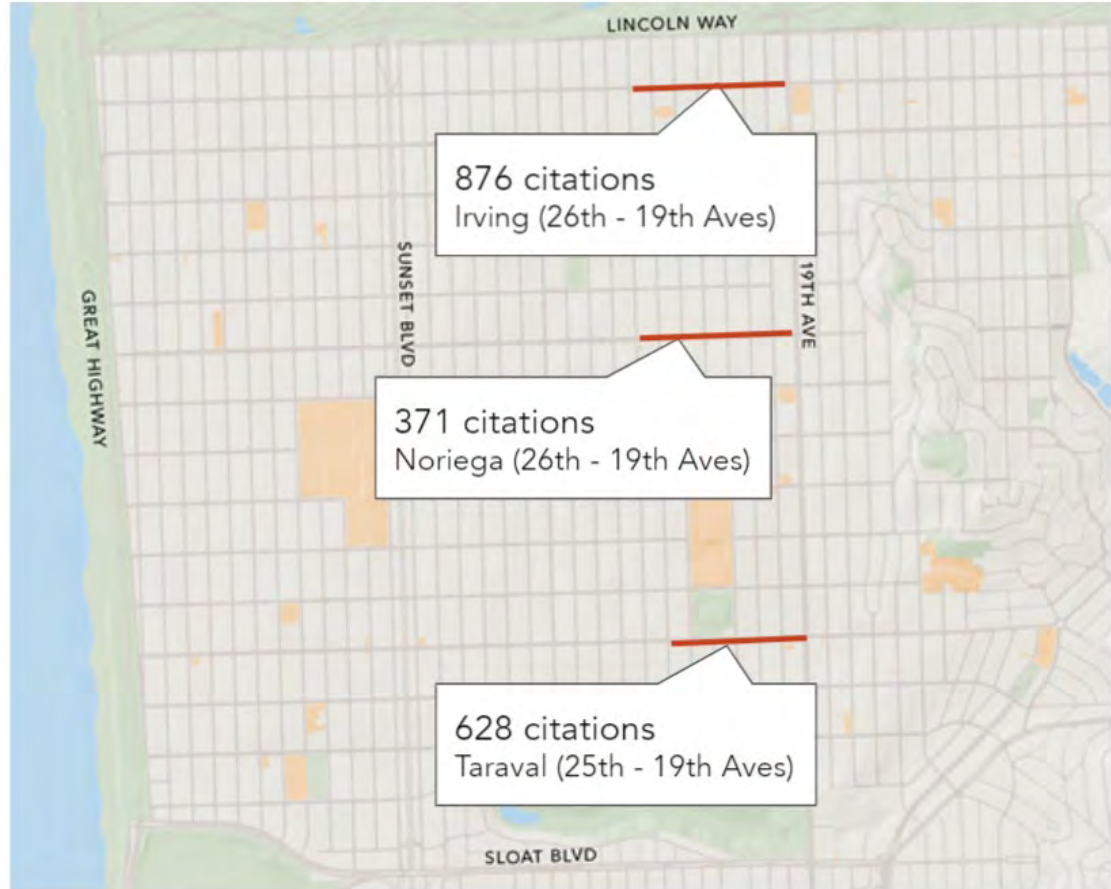 LINCOLN WAY
876 citations
Irving (26th - 19th Aves)
SUNSET BLVD
19TH AVE
GREAT HIGHWAY
371 citations
Noriega (26th - 19th Aves)
628 citations
Taraval (25th - 19th Aves)
SLOAT BLVD